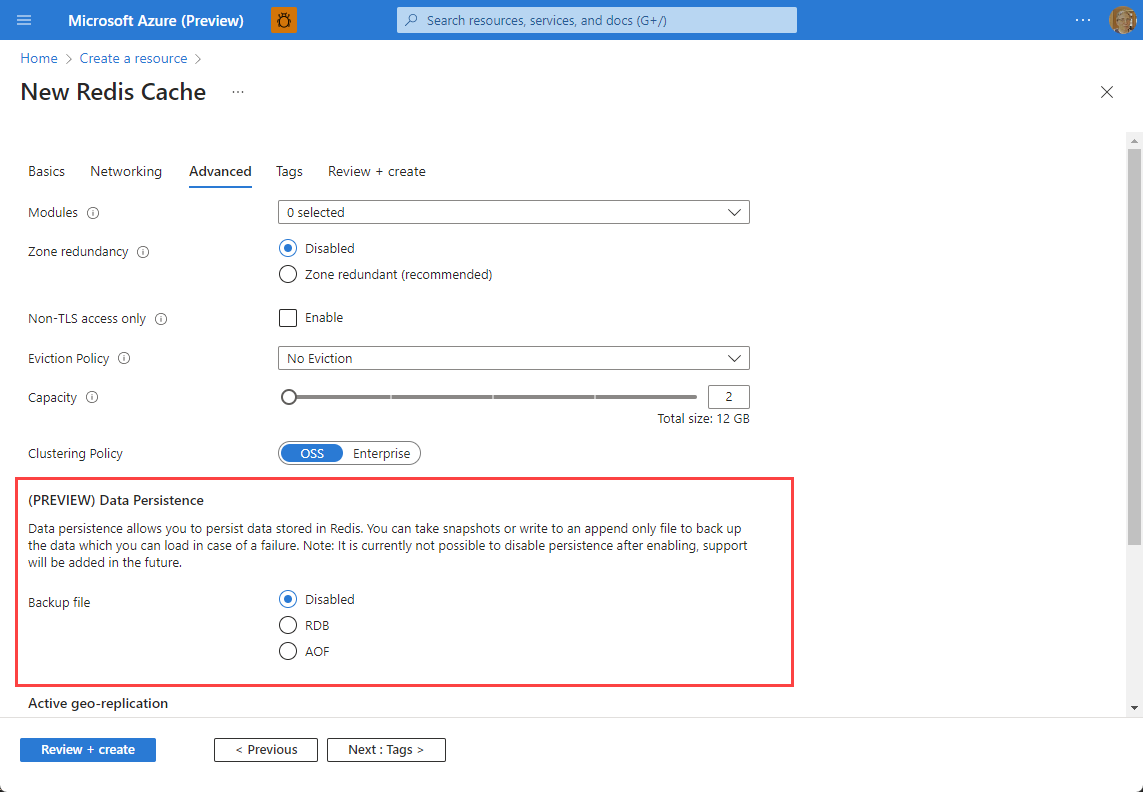 Microsoft Azure (Preview)
Search resources, services, and docs (G+/)
Home > Create a resource >
New Redis Cache ...
Basics Networking Advanced Tags Review + create
Modules 0 selected
Zone redundancy Disabled
Zone redundant (recommended)
Non-TLS access only Enable
Eviction Policy No Eviction
Capacity 2
Total size: 12 GB
Clustering Policy OSS Enterprise
(PREVIEW) Data Persistence
Data persistence allows you to persist data stored in Redis. You can take snapshots or write to an append only file to back up
the data which you can load in case of a failure. Note: It is currently not possible to disable persistence after enabling, support
will be added in the future.
Backup file Disabled
RDB
AOF
Active geo-replication
Review + create < Previous Next : Tags >